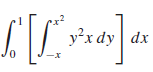 ∫₀¹ [∫₋ₓ^{x²} y²x dy] dx